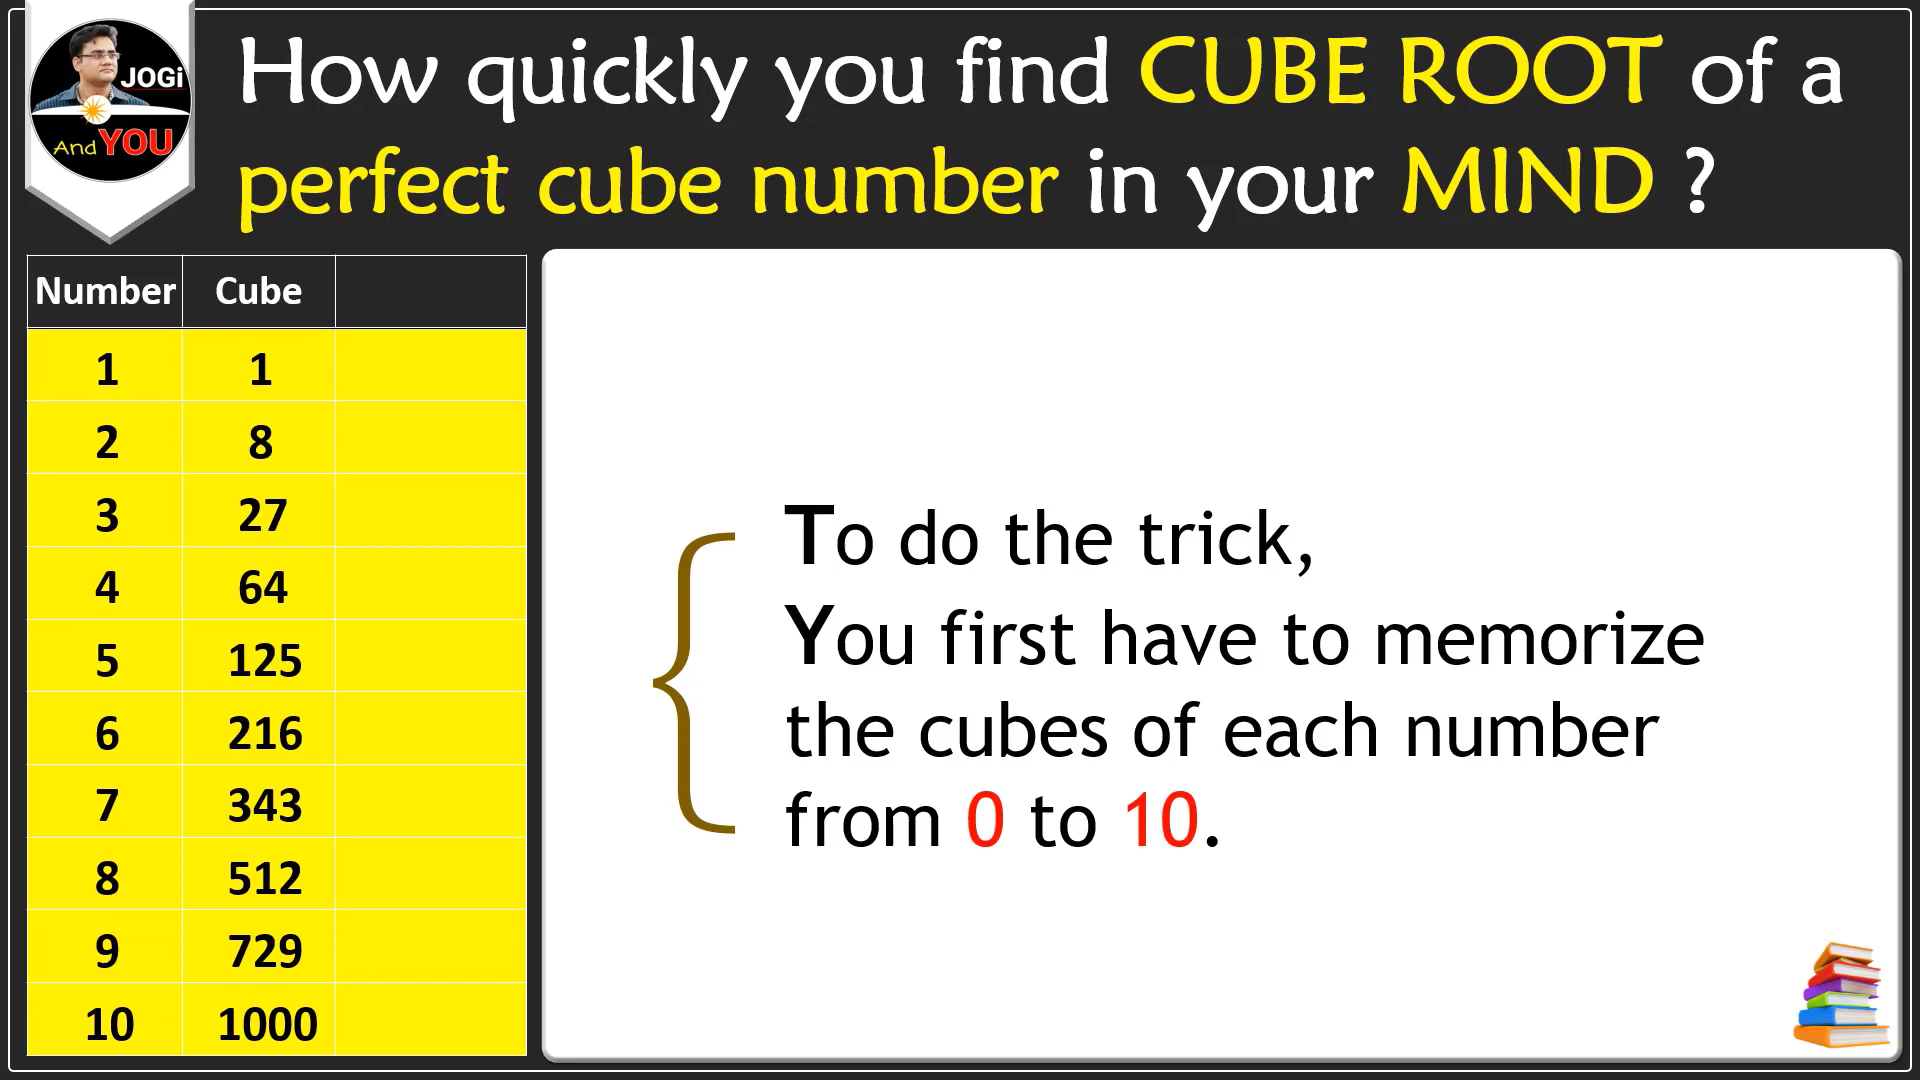 JOGi
And YOU
How quickly you find CUBE ROOT of a
perfect cube number in your MIND ?
Number Cube
1 1
2 8
3 27
4 64
5 125
6 216
7 343
8 512
9 729
10 1000
To do the trick,
You first have to memorize
the cubes of each number
from 0 to 10.